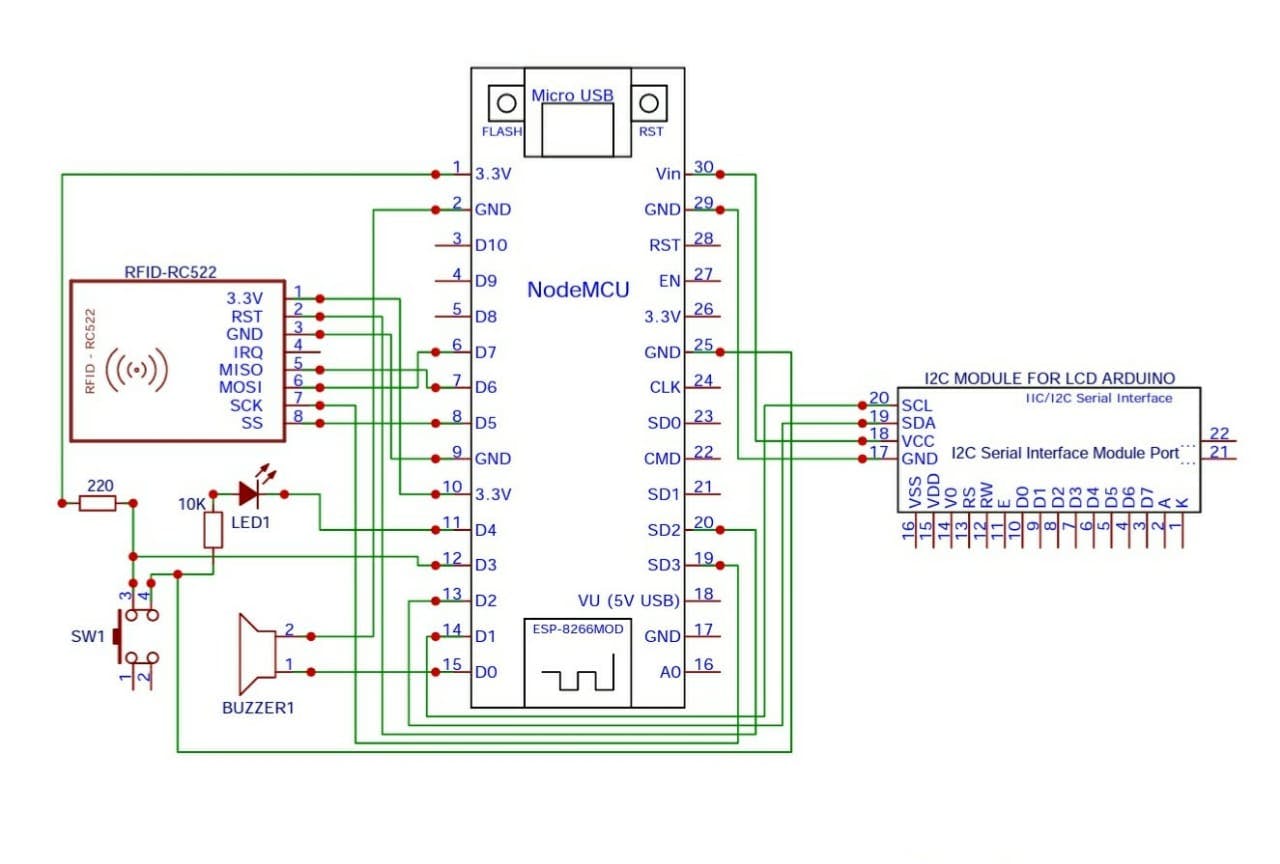 Micro USB
FLASH
RST
NodeMCU
1 3.3V
2 GND
3 D10
4 D9
5 D8
6 D7
7 D6
8 D5
9 GND
10 3.3V
11 D4
12 D3
13 D2
14 D1
15 D0
Vin 30
GND 29
RST 28
EN 27
3.3V 26
GND 25
CLK 24
SD0 23
CMD 22
SD1 21
SD2 20
SD3 19
VU (5V USB) 18
GND 17
A0 16
ESP-8266MOD
RFID-RC522
RFID - RC522
3.3V 1
RST 2
GND 3
IRQ 4
MISO 5
MOSI 6
SCK 7
SS 8
220
10K
LED1
3 4
SW1
1 2
2
1
BUZZER1
I2C MODULE FOR LCD ARDUINO
IIC/I2C Serial Interface
20 SCL
19 SDA
18 VCC
17 GND
I2C Serial Interface Module Port
22
21
VSS VDD V0 RS RW E D0 D1 D2 D3 D4 D5 D6 D7 A K
16 15 14 13 12 11 10 9 8 7 6 5 4 3 2 1